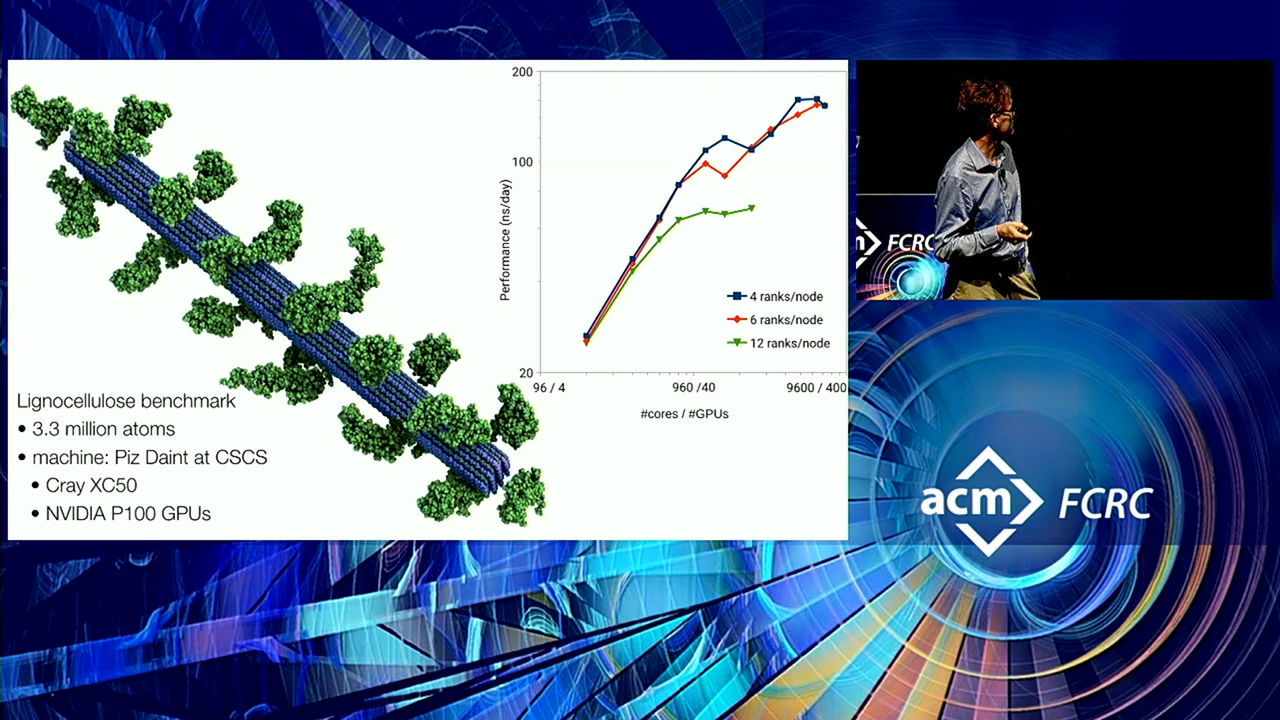 Lignocellulose benchmark
• 3.3 million atoms
• machine: Piz Daint at CSCS
• Cray XC50
• NVIDIA P100 GPUs
200
100
20
Performance (ns/day)
4 ranks/node
6 ranks/node
12 ranks/node
96 / 4
960 /40
9600 / 400
#cores / #GPUs
FCRC
acm FCRC